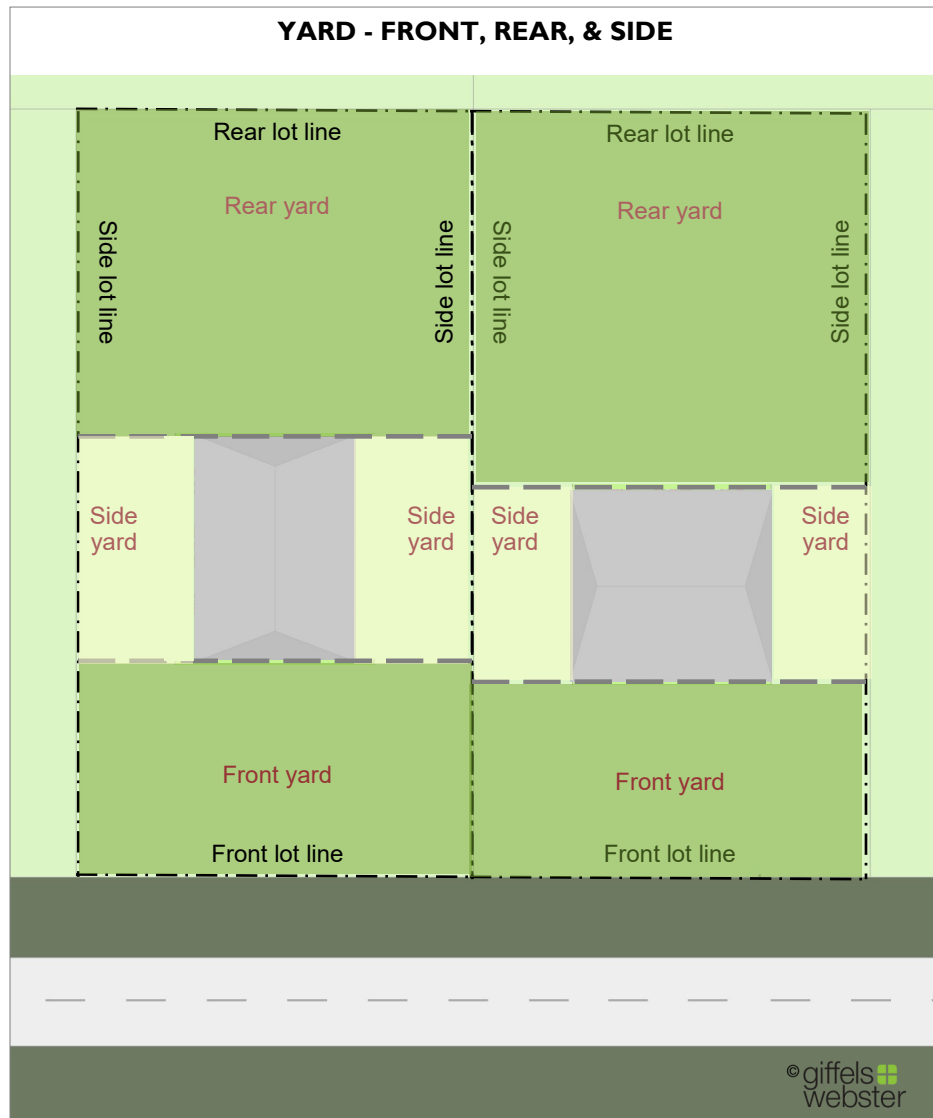 YARD - FRONT, REAR, & SIDE
Rear lot line
Rear lot line
Rear yard
Rear yard
Side lot line
Side lot line
Side lot line
Side lot line
Side
yard
Side
yard
Side
yard
Side
yard
Front yard
Front yard
Front lot line
Front lot line
© giffels
webster